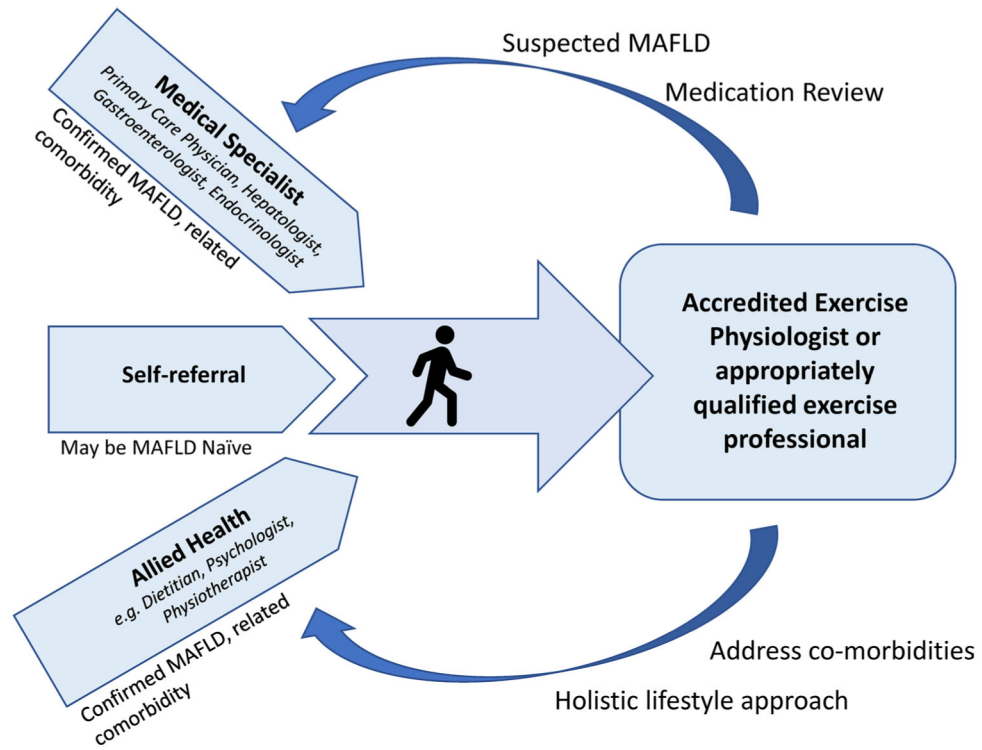 Suspected MAFLD
Medication Review
Medical Specialist
Primary Care Physician, Hepatologist,
Gastroenterologist, Endocrinologist
Confirmed MAFLD, related
comorbidity
Self-referral
May be MAFLD Naïve
Accredited Exercise
Physiologist or
appropriately
qualified exercise
professional
Allied Health
e.g. Dietitian, Psychologist,
Physiotherapist
Confirmed MAFLD, related
comorbidity
Address co-morbidities
Holistic lifestyle approach